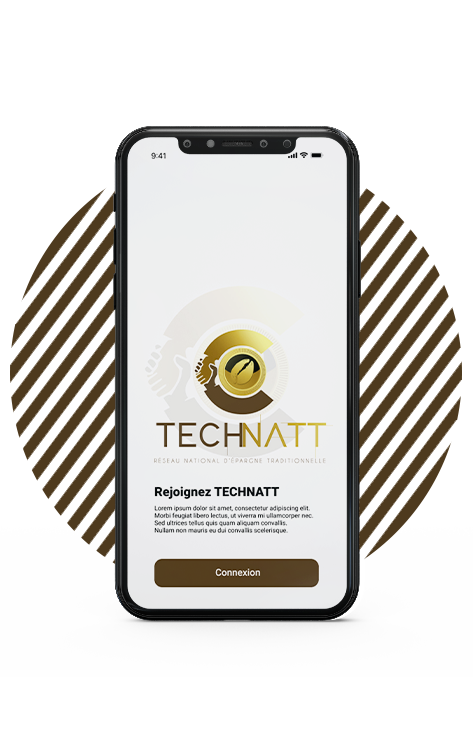 9:41
TECHNATT
RÉSEAU NATIONAL D'ÉPARGNE TRADITIONNELLE
Rejoignez TECHNATT
Lorem ipsum dolor sit amet, consectetur adipiscing elit.
Morbi feugiat libero lectus, ut viverra mi ullamcorper nec.
Sed ultrices tellus quis quam aliquam convallis.
Nullam non mauris eu dui convallis scelerisque.
Connexion